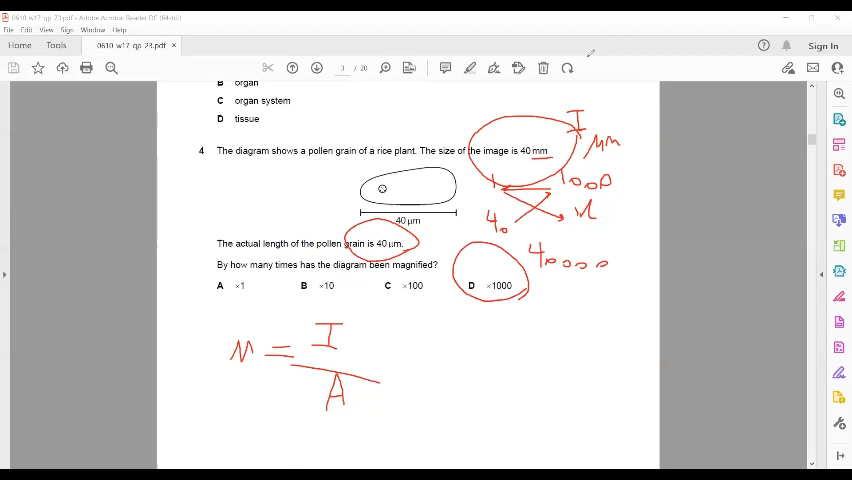 0610_w17_qp_23.pdf - Adobe Acrobat Reader DC (64-bit)
File Edit View Sign Window Help
Home Tools 0610_w17_qp_23.pdf × Sign In
3 / 20
B organ
C organ system
D tissue
4 The diagram shows a pollen grain of a rice plant. The size of the image is 40 mm
I
μm
1 1000
40 x
40 μm
The actual length of the pollen grain is 40 μm.
40000
By how many times has the diagram been magnified?
A ×1 B ×10 C ×100 D ×1000
M = I
A